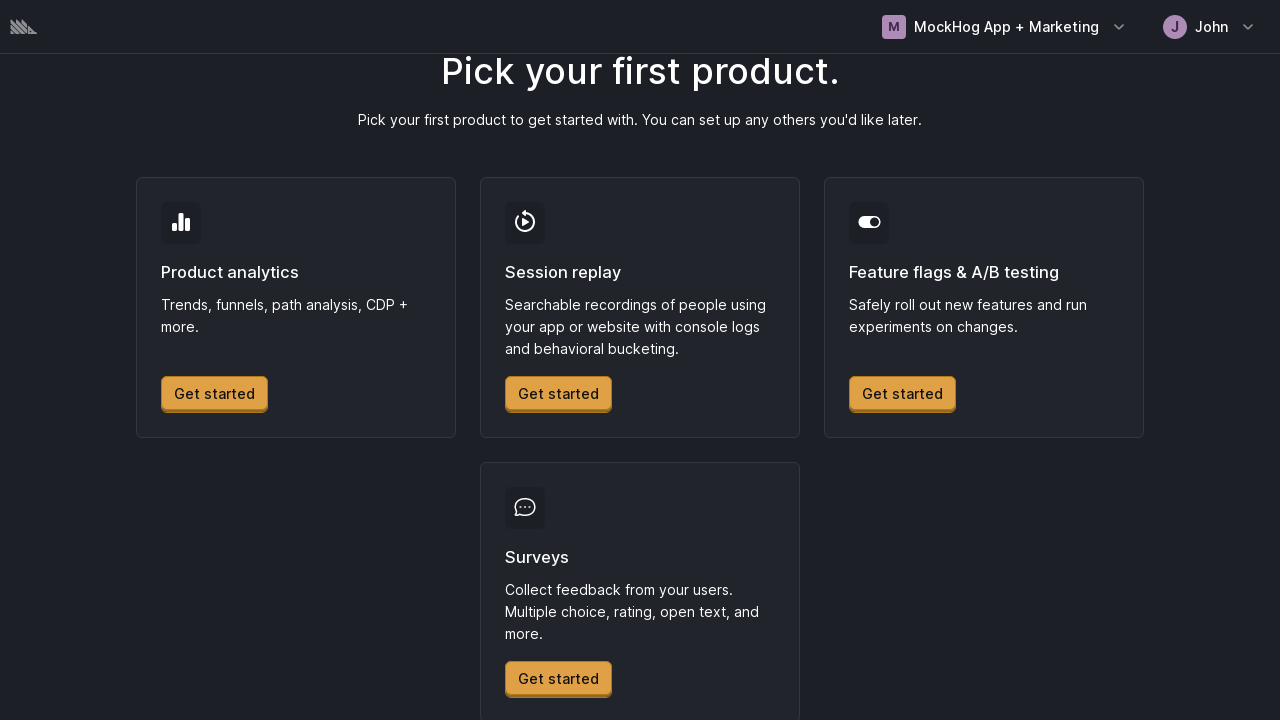 M MockHog App + Marketing J John
Pick your first product.
Pick your first product to get started with. You can set up any others you'd like later.
Product analytics
Trends, funnels, path analysis, CDP +
more.
Get started
Session replay
Searchable recordings of people using
your app or website with console logs
and behavioral bucketing.
Get started
Feature flags & A/B testing
Safely roll out new features and run
experiments on changes.
Get started
Surveys
Collect feedback from your users.
Multiple choice, rating, open text, and
more.
Get started